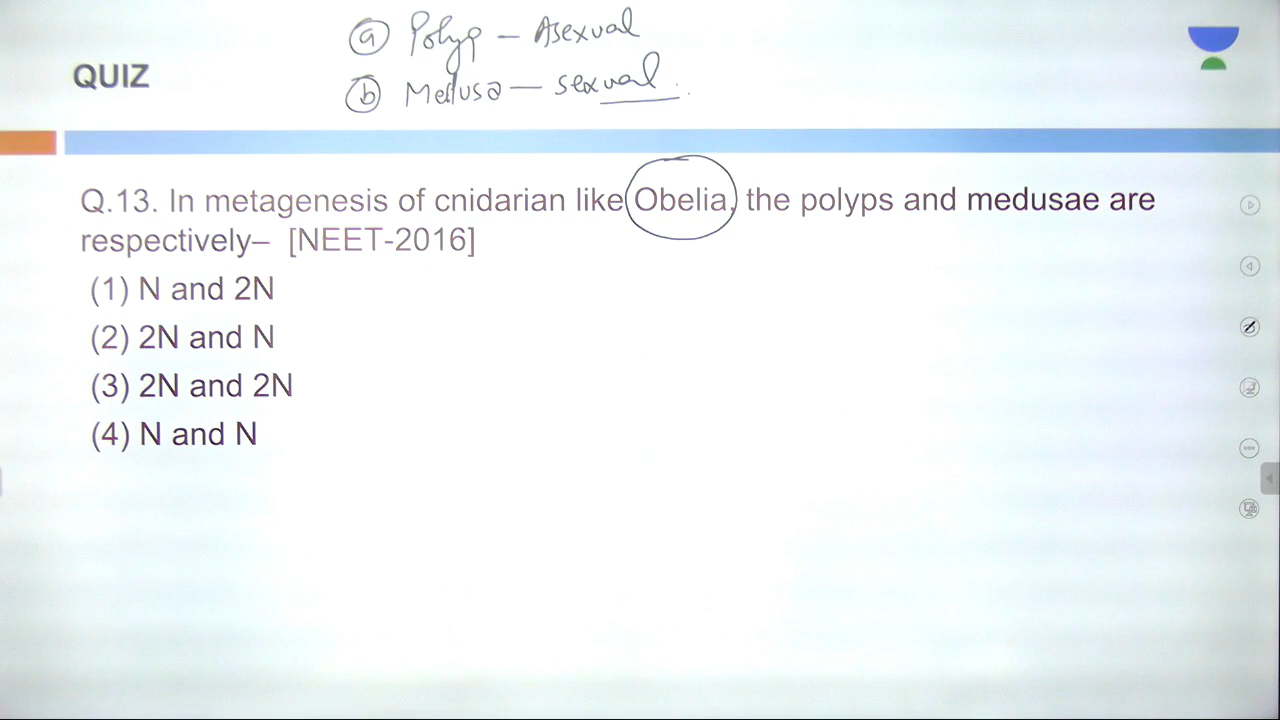 ⓐ Polyp – Asexual
QUIZ
ⓑ Medusa – sexual.
Q.13. In metagenesis of cnidarian like Obelia, the polyps and medusae are
respectively– [NEET-2016]
(1) N and 2N
(2) 2N and N
(3) 2N and 2N
(4) N and N